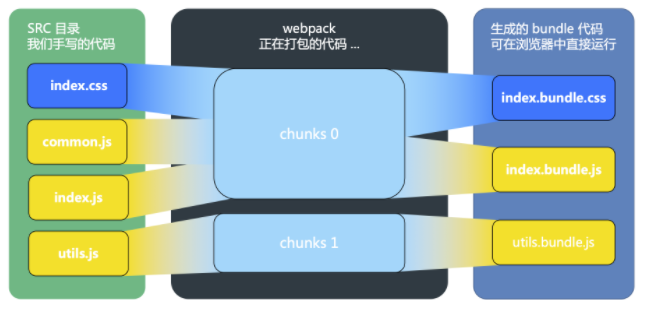 SRC 目录
我们手写的代码
index.css
common.js
index.js
utils.js
webpack
正在打包的代码 ...
chunks 0
chunks 1
生成的 bundle 代码
可在浏览器中直接运行
index.bundle.css
index.bundle.js
utils.bundle.js